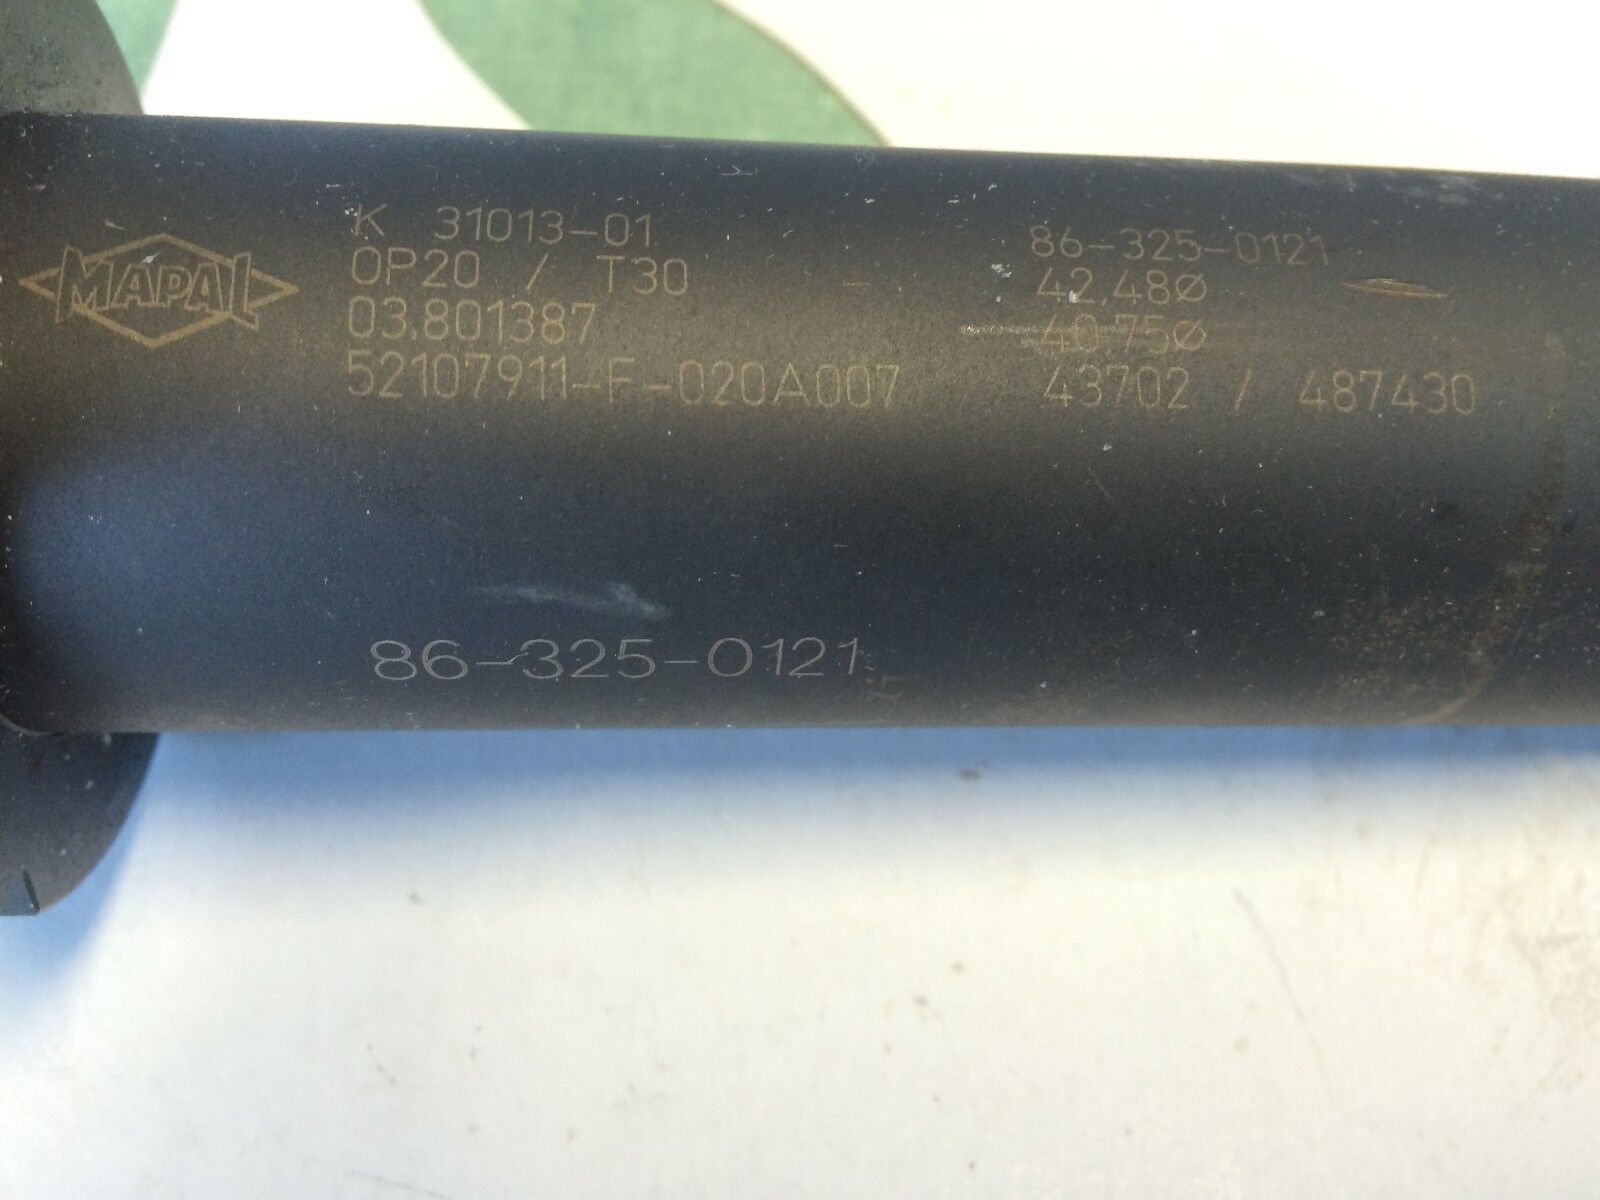 MAPAL
K 31013-01
OP20 / T30 -
03.801387
52107911-F-020A007
86-325-0121
42.480
40.750
43702 / 487430
86-325-0121